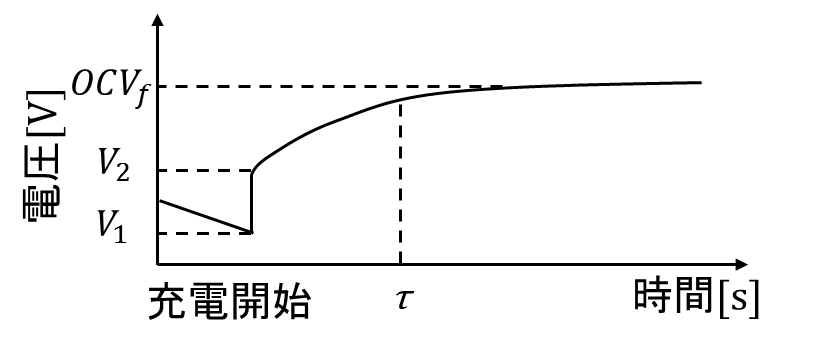 電圧[V]
OCV_f
V_2
V_1
充電開始
τ
時間[s]